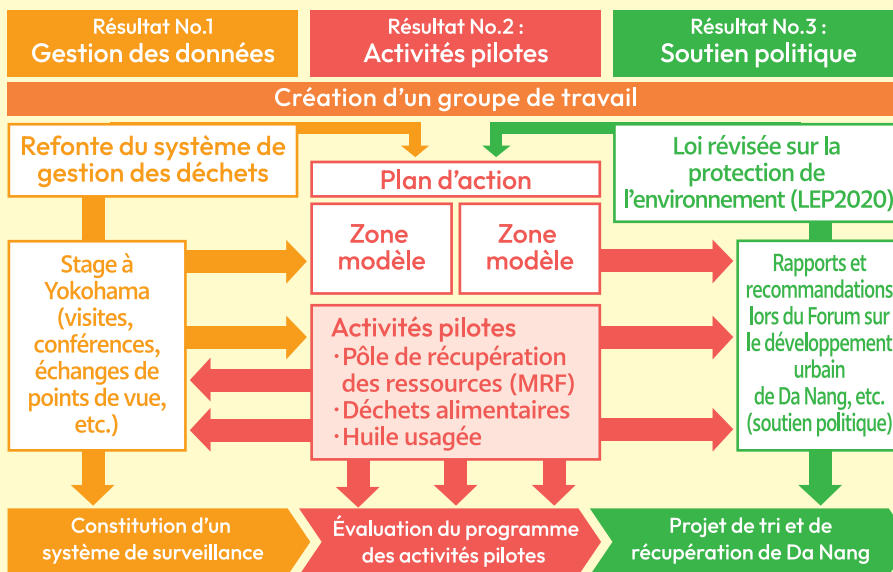 Résultat No.1
Gestion des données
Résultat No.2 :
Activités pilotes
Résultat No.3 :
Soutien politique
Création d'un groupe de travail
Refonte du système de
gestion des déchets
Plan d'action
Loi révisée sur la
protection de
l'environnement (LEP2020)
Zone
modèle
Zone
modèle
Stage à
Yokohama
(visites,
conférences,
échanges de
points de vue,
etc.)
Activités pilotes
·Pôle de récupération
des ressources (MRF)
·Déchets alimentaires
·Huile usagée
Rapports et
recommandations
lors du Forum sur
le développement
urbain
de Da Nang, etc.
(soutien politique)
Constitution d'un
système de surveillance
Évaluation du programme
des activités pilotes
Projet de tri et de
récupération de Da Nang